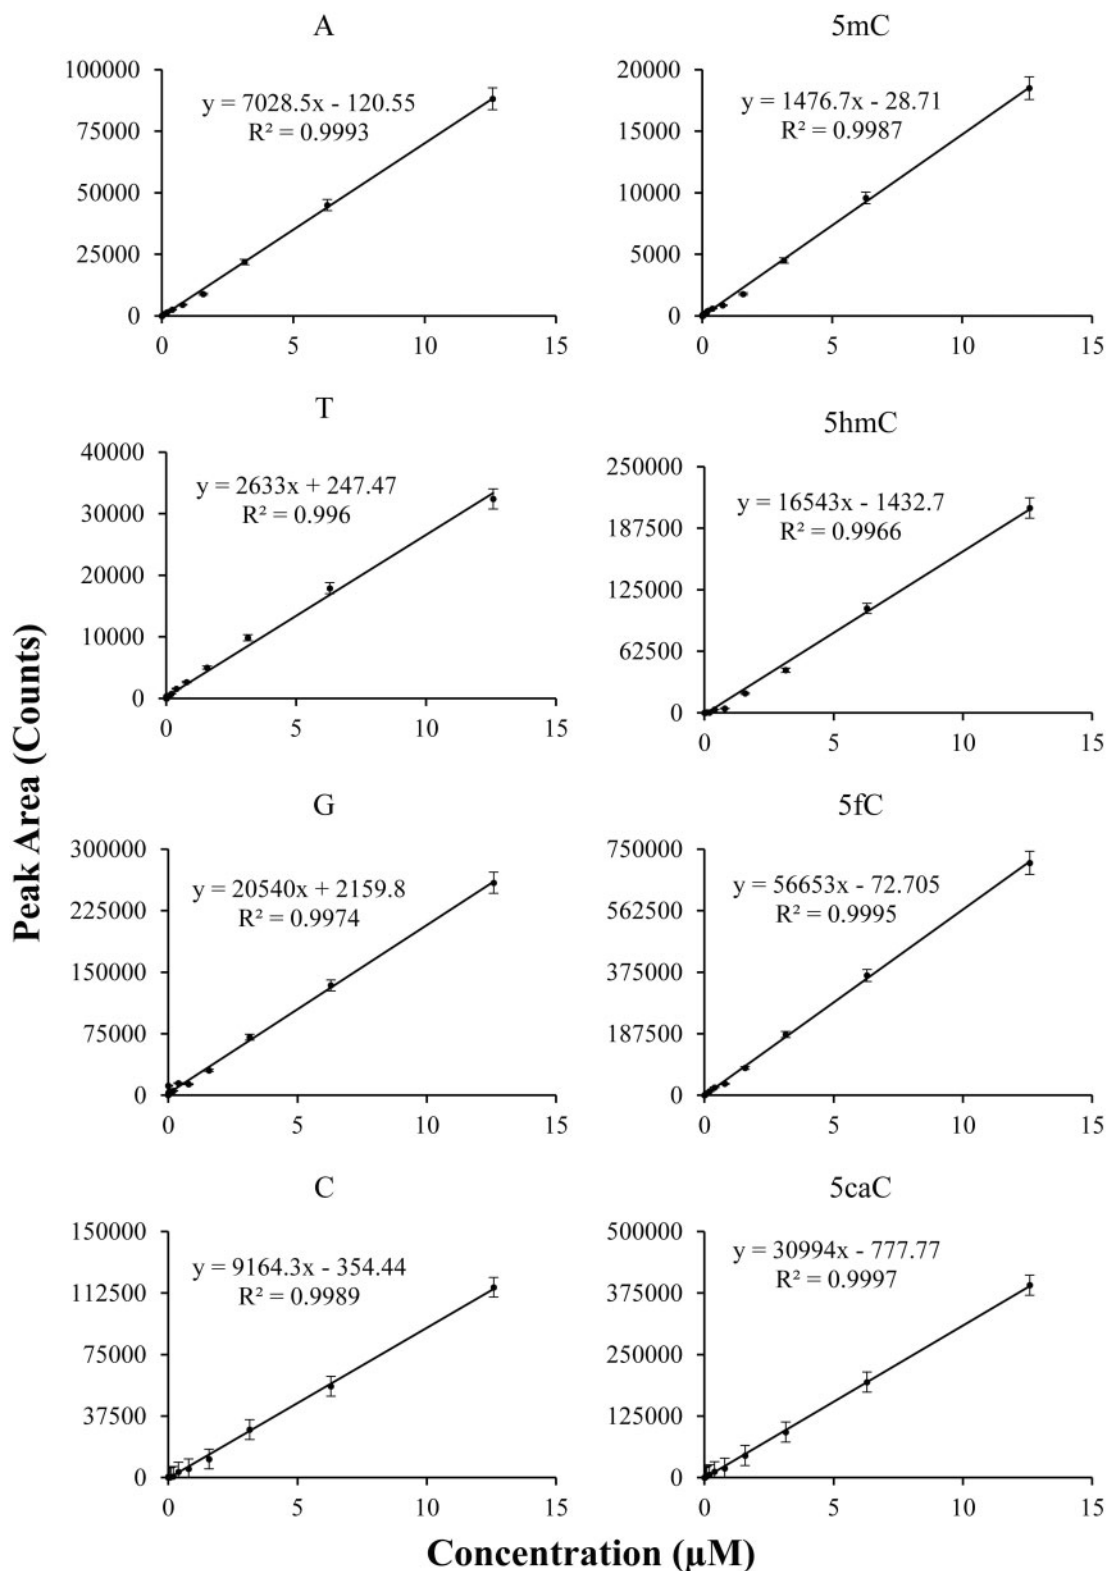 A
100000
75000
50000
25000
0
y = 7028.5x - 120.55
R² = 0.9993
0 5 10 15
5mC
20000
15000
10000
5000
0
y = 1476.7x - 28.71
R² = 0.9987
0 5 10 15
T
40000
30000
20000
10000
0
y = 2633x + 247.47
R² = 0.996
0 5 10 15
5hmC
250000
187500
125000
62500
0
y = 16543x - 1432.7
R² = 0.9966
0 5 10 15
Peak Area (Counts)
G
300000
225000
150000
75000
0
y = 20540x + 2159.8
R² = 0.9974
0 5 10 15
5fC
750000
562500
375000
187500
0
y = 56653x - 72.705
R² = 0.9995
0 5 10 15
C
150000
112500
75000
37500
0
y = 9164.3x - 354.44
R² = 0.9989
0 5 10 15
5caC
500000
375000
250000
125000
0
y = 30994x - 777.77
R² = 0.9997
0 5 10 15
Concentration (µM)